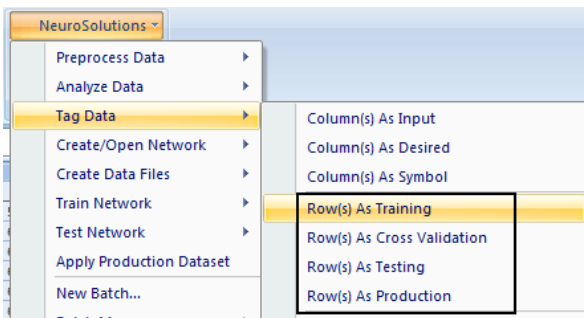 NeuroSolutions
Preprocess Data
Analyze Data
Tag Data
Create/Open Network
Create Data Files
Train Network
Test Network
Apply Production Dataset
New Batch...
Column(s) As Input
Column(s) As Desired
Column(s) As Symbol
Row(s) As Training
Row(s) As Cross Validation
Row(s) As Testing
Row(s) As Production